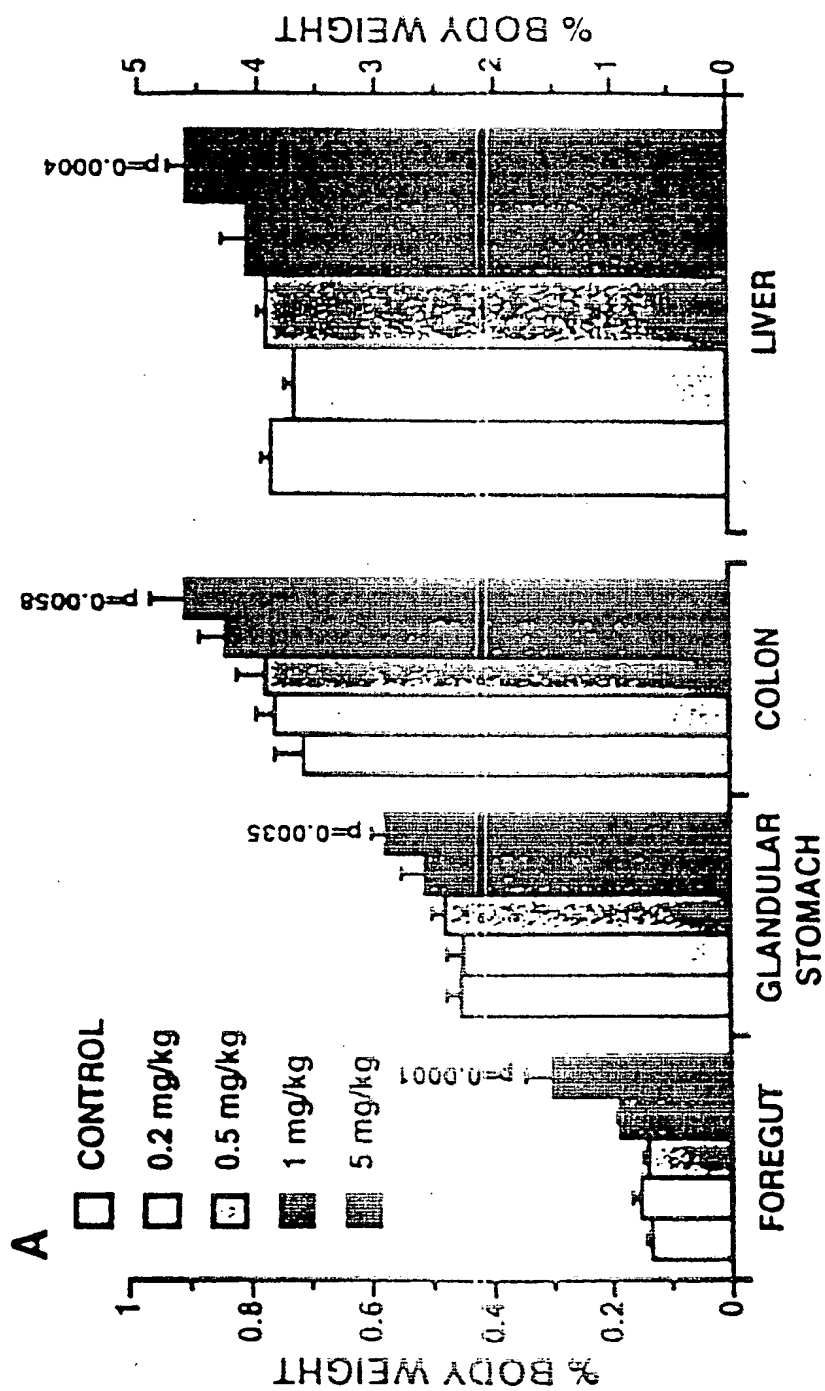 A
CONTROL
0.2 mg/kg
0.5 mg/kg
1 mg/kg
5 mg/kg
% BODY WEIGHT
1
0.8
0.6
0.4
0.2
0
p=0.0001
p=0.0035
p=0.0058
p=0.0004
FOREGUT
GLANDULAR
STOMACH
COLON
LIVER
% BODY WEIGHT
5
4
3
2
1
0